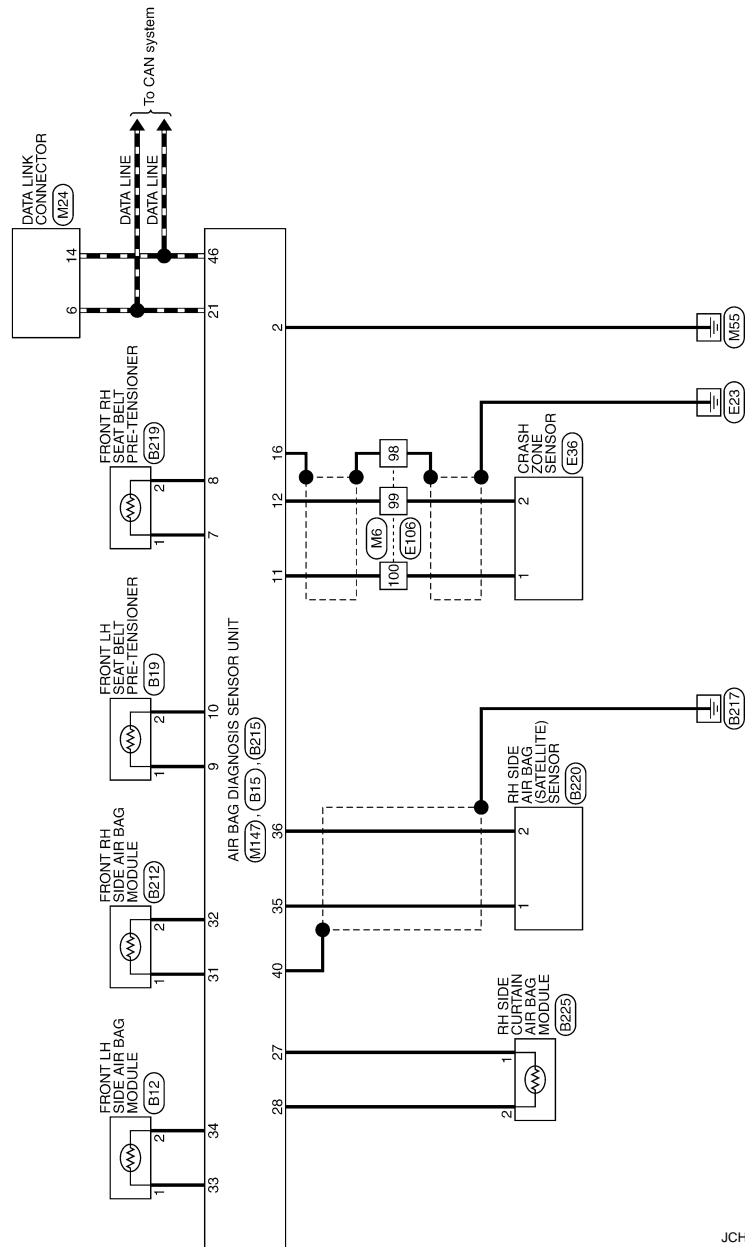 DATA LINK
CONNECTOR
M24
14
6
DATA LINE
DATA LINE
To CAN system
46
21
FRONT RH
SEAT BELT
PRE-TENSIONER
B219
2
1
8
7
FRONT LH
SEAT BELT
PRE-TENSIONER
B19
2
1
10
9
FRONT RH
SIDE AIR BAG
MODULE
B212
2
1
32
31
FRONT LH
SIDE AIR BAG
MODULE
B12
2
1
34
33
AIR BAG DIAGNOSIS SENSOR UNIT
M147 , B15 , B215
2
16
12
11
36
35
40
27
28
98
99
100
M6
E106
M55
E23
CRASH
ZONE
SENSOR
E36
2
1
B217
RH SIDE
AIR BAG
(SATELLITE)
SENSOR
B220
2
1
RH SIDE
CURTAIN
AIR BAG
MODULE
B225
1
2
JCH